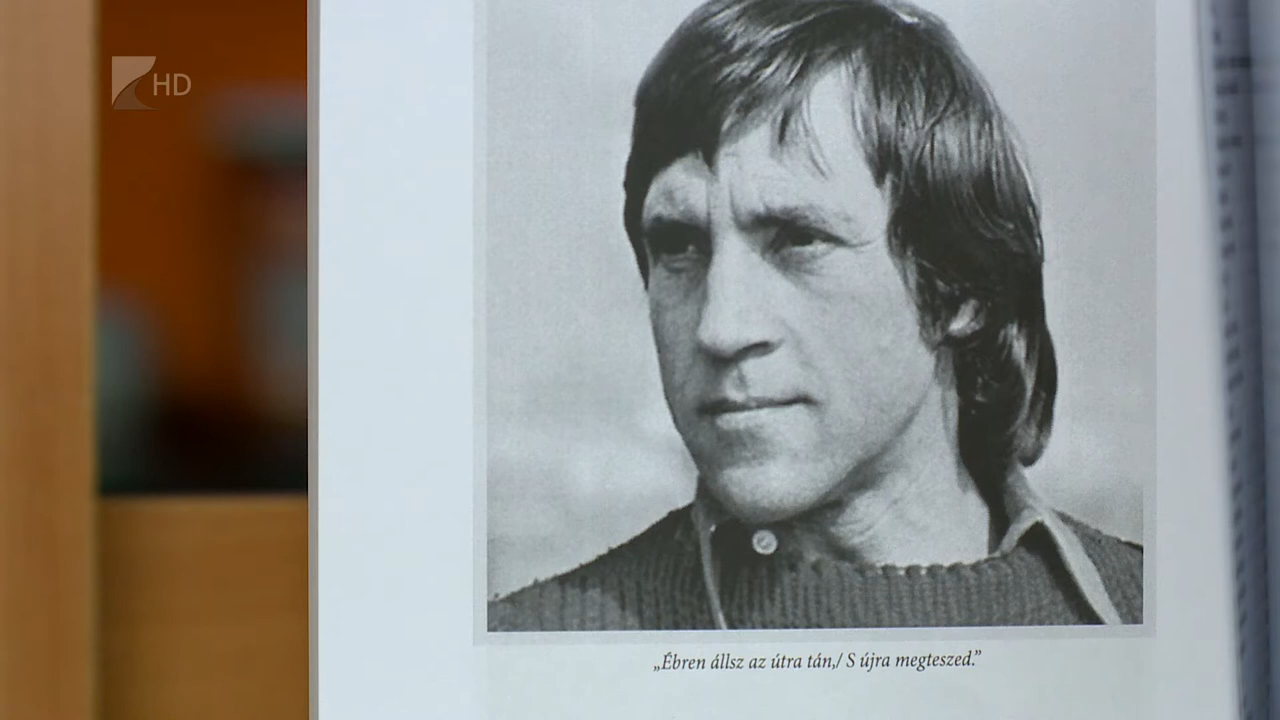 HD
„Ébren állsz az útra tán,/ S újra megteszed.”